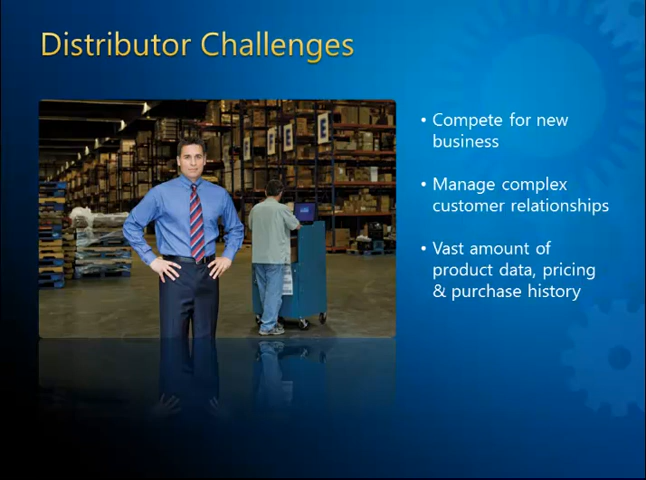 Distributor Challenges
• Compete for new
business
• Manage complex
customer relationships
• Vast amount of
product data, pricing
& purchase history